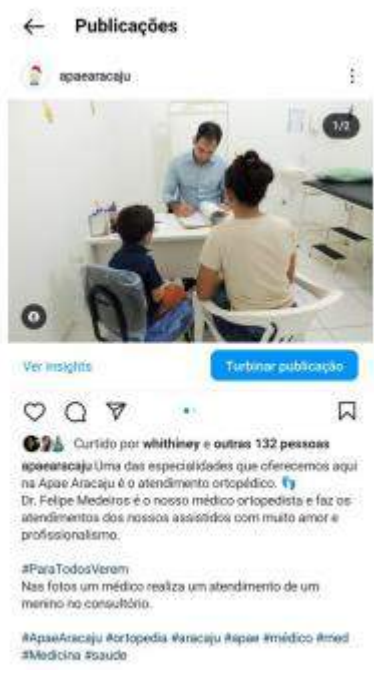 Publicações
apaearacaju
1/2
Ver insights
Turbinar publicação
Curtido por whithiney e outras 132 pessoas
apaearacaju Uma das especialidades que oferecemos aqui
na Apae Aracaju é o atendimento ortopédico. 👣
Dr. Felipe Medeiros é o nosso médico ortopedista e faz os
atendimentos dos nossos assistidos com muito amor e
profissionalismo.
#ParaTodosVerem
Nas fotos um médico realiza um atendimento de um
menino no consultório.
#ApaeAracaju #ortopedia #aracaju #apae #médico #med
#Medicina #saude